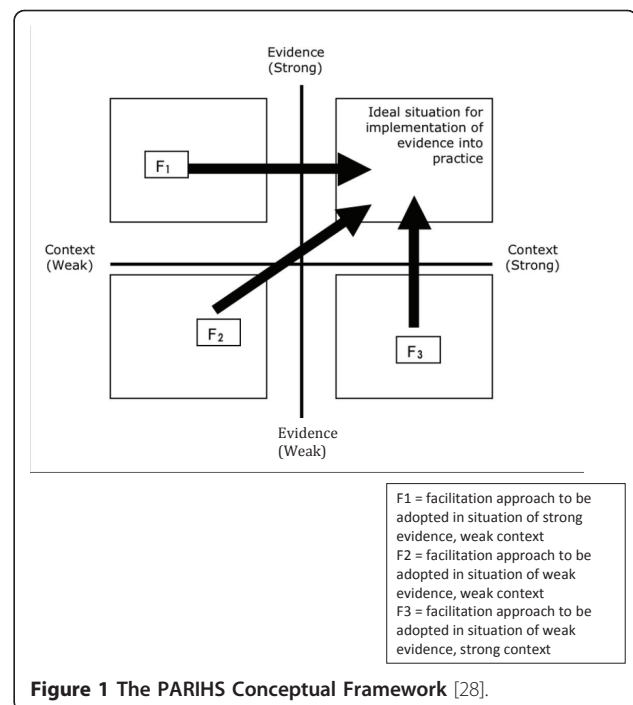 Evidence
(Strong)
Ideal situation for
implementation of
evidence into
practice
F1
Context
(Weak)
Context
(Strong)
F2
F3
Evidence
(Weak)
F1 = facilitation approach to be
adopted in situation of strong
evidence, weak context
F2 = facilitation approach to be
adopted in situation of weak
evidence, weak context
F3 = facilitation approach to be
adopted in situation of weak
evidence, strong context
Figure 1 The PARIHS Conceptual Framework [28].